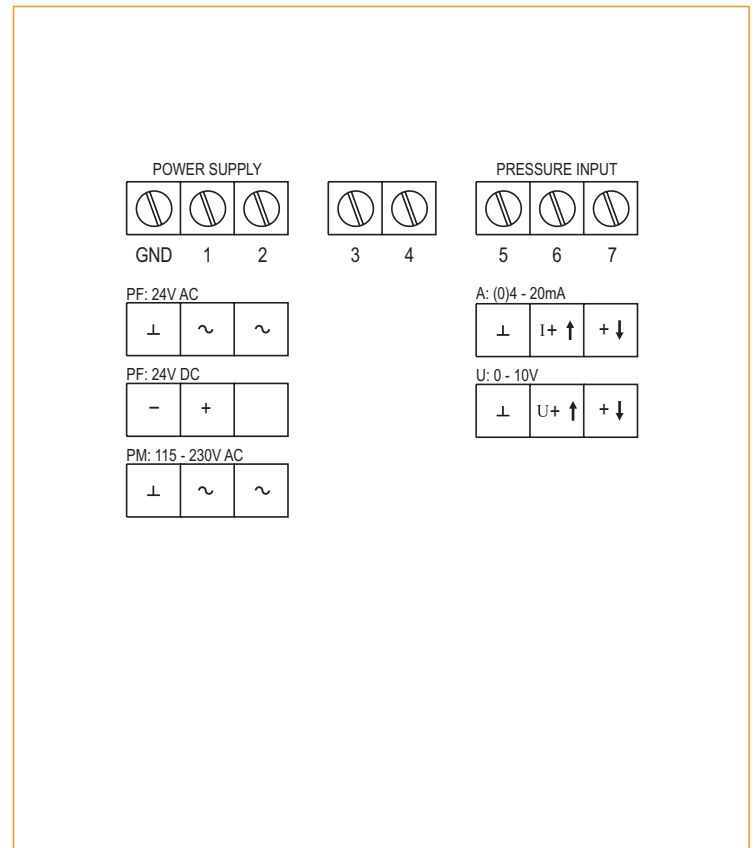 POWER SUPPLY PRESSURE INPUT
GND 1 2 3 4 5 6 7
PF: 24V AC A: (0)4 - 20mA
⊥ ~ ~ ⊥ I+ ↑ + ↓
PF: 24V DC U: 0 - 10V
− + ⊥ U+ ↑ + ↓
PM: 115 - 230V AC
⊥ ~ ~